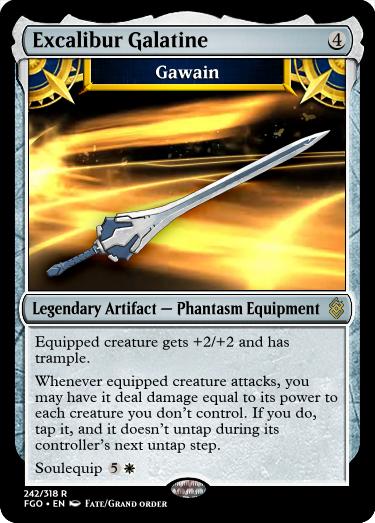 Excalibur Galatine 4
Gawain
Legendary Artifact — Phantasm Equipment
Equipped creature gets +2/+2 and has
trample.
Whenever equipped creature attacks, you
may have it deal damage equal to its power to
each creature you don't control. If you do,
tap it, and it doesn't untap during its
controller's next untap step.
Soulequip 5
242/318 R
FGO • EN Fate/Grand order